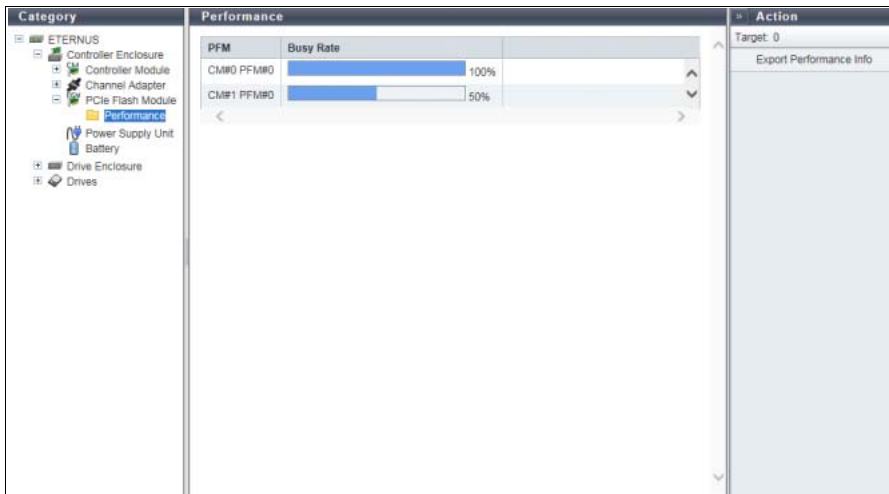 Category
ETERNUS
Controller Enclosure
Controller Module
Channel Adapter
PCIe Flash Module
Performance
Power Supply Unit
Battery
Drive Enclosure
Drives
Performance
PFM Busy Rate
CM#0 PFM#0 100%
CM#1 PFM#0 50%
» Action
Target: 0
Export Performance Info